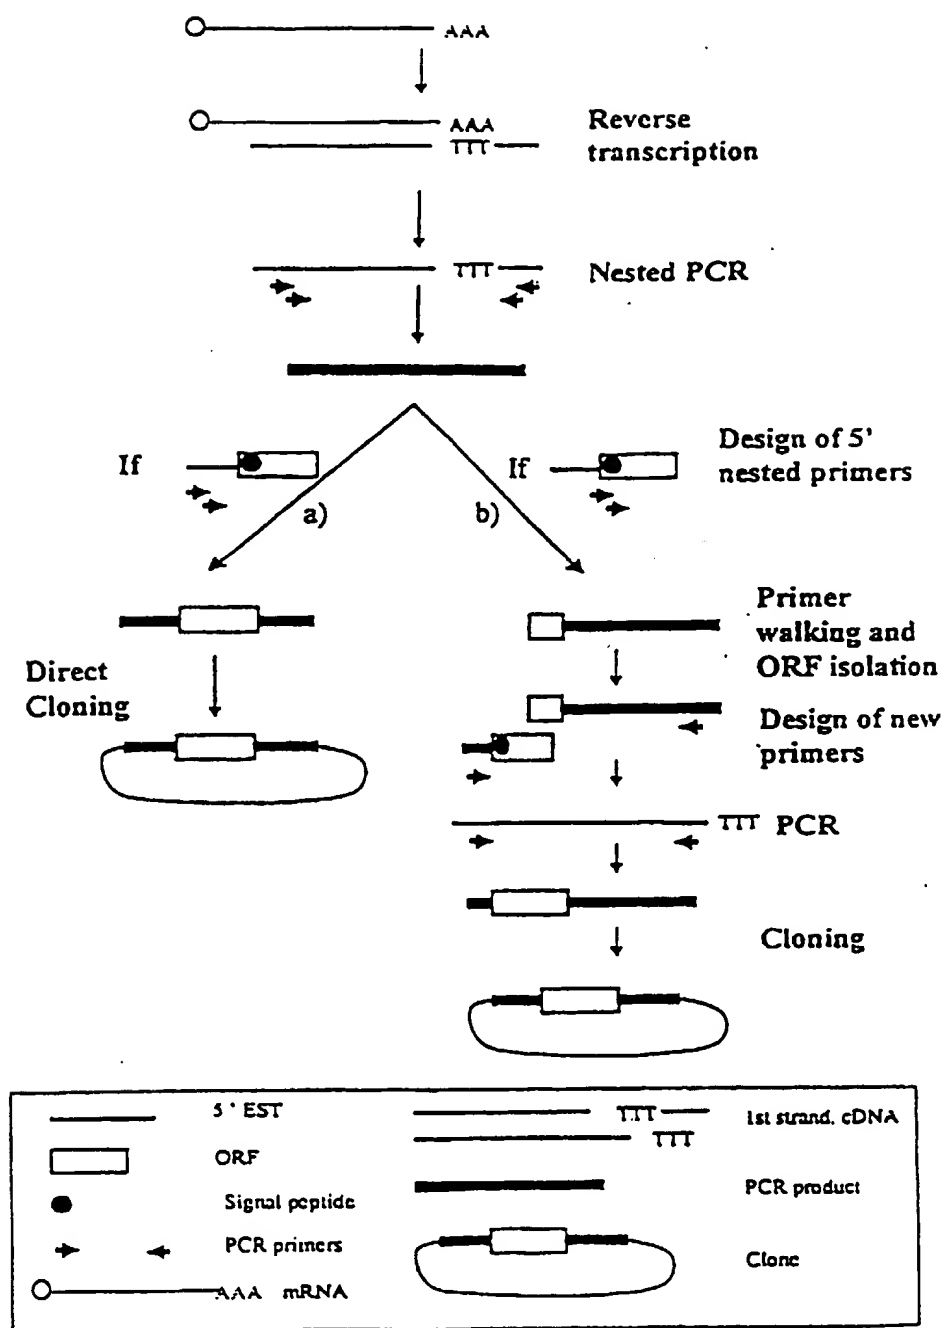 AAA
AAA
TTT
Reverse
transcription
TTT
Nested PCR
If
If
Design of 5'
nested primers
a)
b)
Primer
walking and
ORF isolation
Direct
Cloning
Design of new
primers
TTT PCR
Cloning
5' EST
TTT
1st strand. cDNA
TTT
ORF
Signal peptide
PCR product
PCR primers
Clone
AAA mRNA